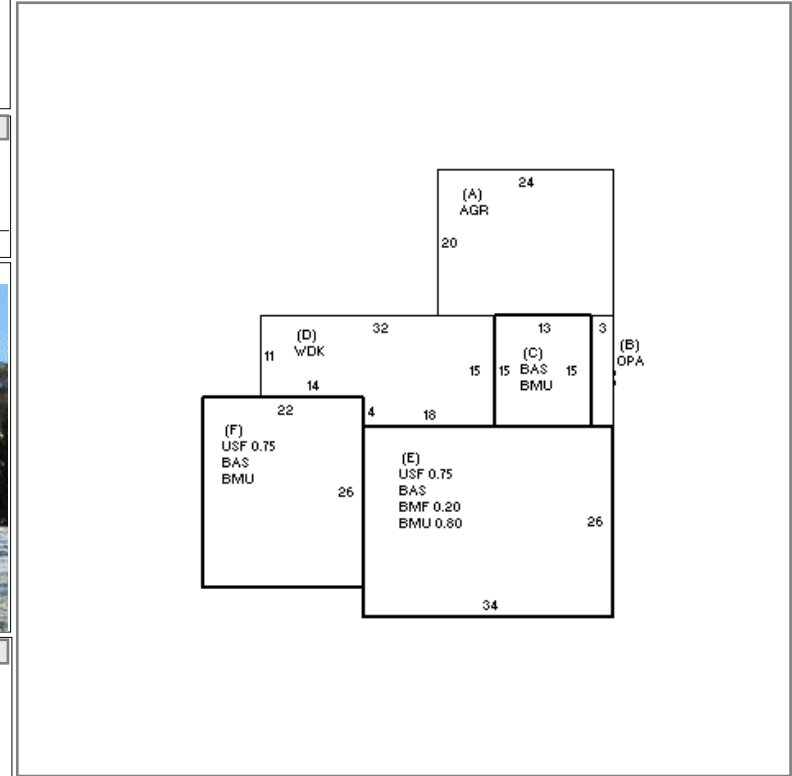 24
(A)
AGR
20
32
13
3
(D)
WDK
(B)
OPA
11
(C)
BAS
BMU
15
15
15
14
22
4
18
(F)
USF 0.75
BAS
BMU
(E)
USF 0.75
BAS
BMF 0.20
BMU 0.80
26
26
34